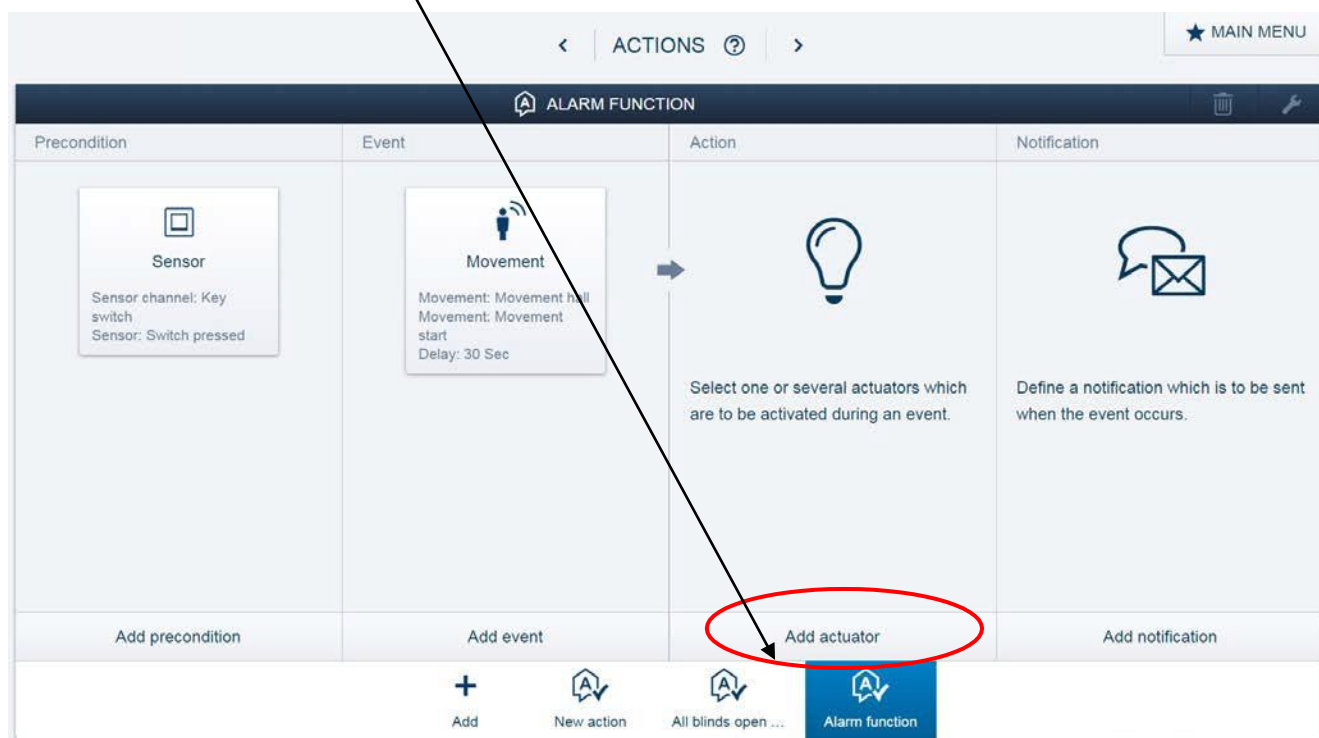 ACTIONS
MAIN MENU
ALARM FUNCTION
Precondition
Event
Action
Notification
Sensor
Sensor channel: Key
switch
Sensor: Switch pressed
Movement
Movement: Movement hall
Movement: Movement
start
Delay: 30 Sec
Select one or several actuators which
are to be activated during an event.
Define a notification which is to be sent
when the event occurs.
Add precondition
Add event
Add actuator
Add notification
Add
New action
All blinds open ...
Alarm function